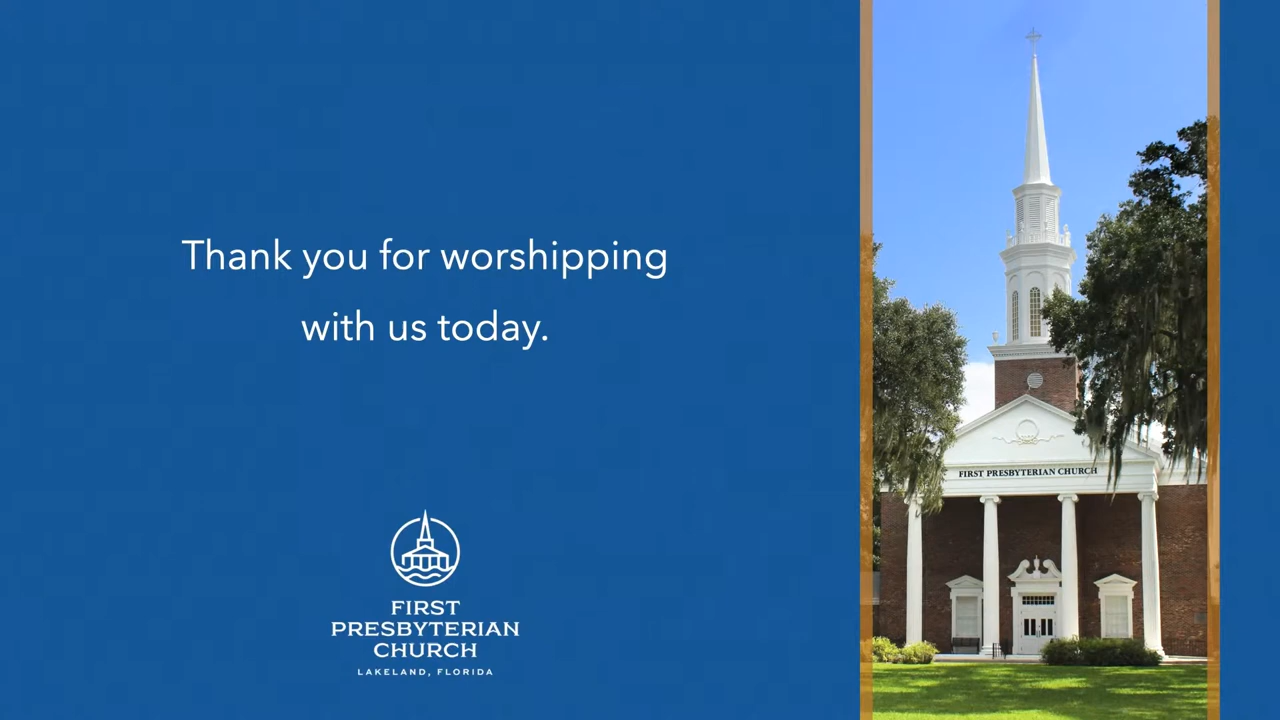 Thank you for worshipping
with us today.
FIRST
PRESBYTERIAN
CHURCH
LAKELAND, FLORIDA
FIRST PRESBYTERIAN CHURCH